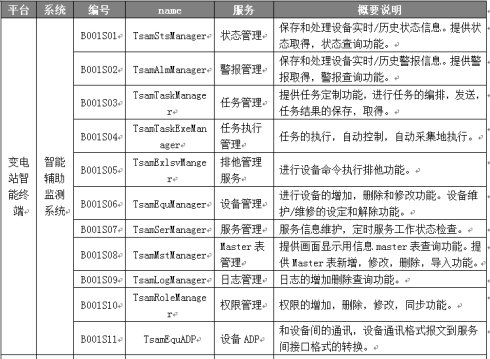 平台 系统 编号 name 服务 概要说明
变电站智能终端 智能辅助监测系统
B001S01 TsamStsManager 状态管理 保存和处理设备实时/历史状态信息。提供状态取得，状态查询功能。
B001S02 TsamAlmManager 警报管理 保存和处理设备实时/历史警报信息。提供警报取得，警报查询功能。
B001S03 TsamTaskManager 任务管理 提供任务定制功能，进行任务的编排，发送，任务结果的保存，取得。
B001S04 TsamTaskExeManager 任务执行管理 任务的执行，自动控制，自动采集地执行。
B001S05 TsamExlsvManger 排他管理服务 进行设备命令执行排他功能。
B001S06 TsamEquManager 设备管理 进行设备的增加，删除和修改功能。设备维护/维修的设定和解除功能。
B001S07 TsamSerManager 服务管理 服务信息维护，定时服务工作状态检查。
B001S08 TsamMstManager Master 表管理 提供画面显示用信息 master 表查询功能。提供 Master 表新增，修改，删除，导入功能。
B001S09 TsamLogManager 日志管理 日志的增加删除查询功能。
B001S10 TsamRoleManager 权限管理 权限的增加，删除，修改，同步功能。
B001S11 TsamEquADP 设备 ADP 和设备间的通讯，设备通讯格式报文到服务间接口格式的转换。